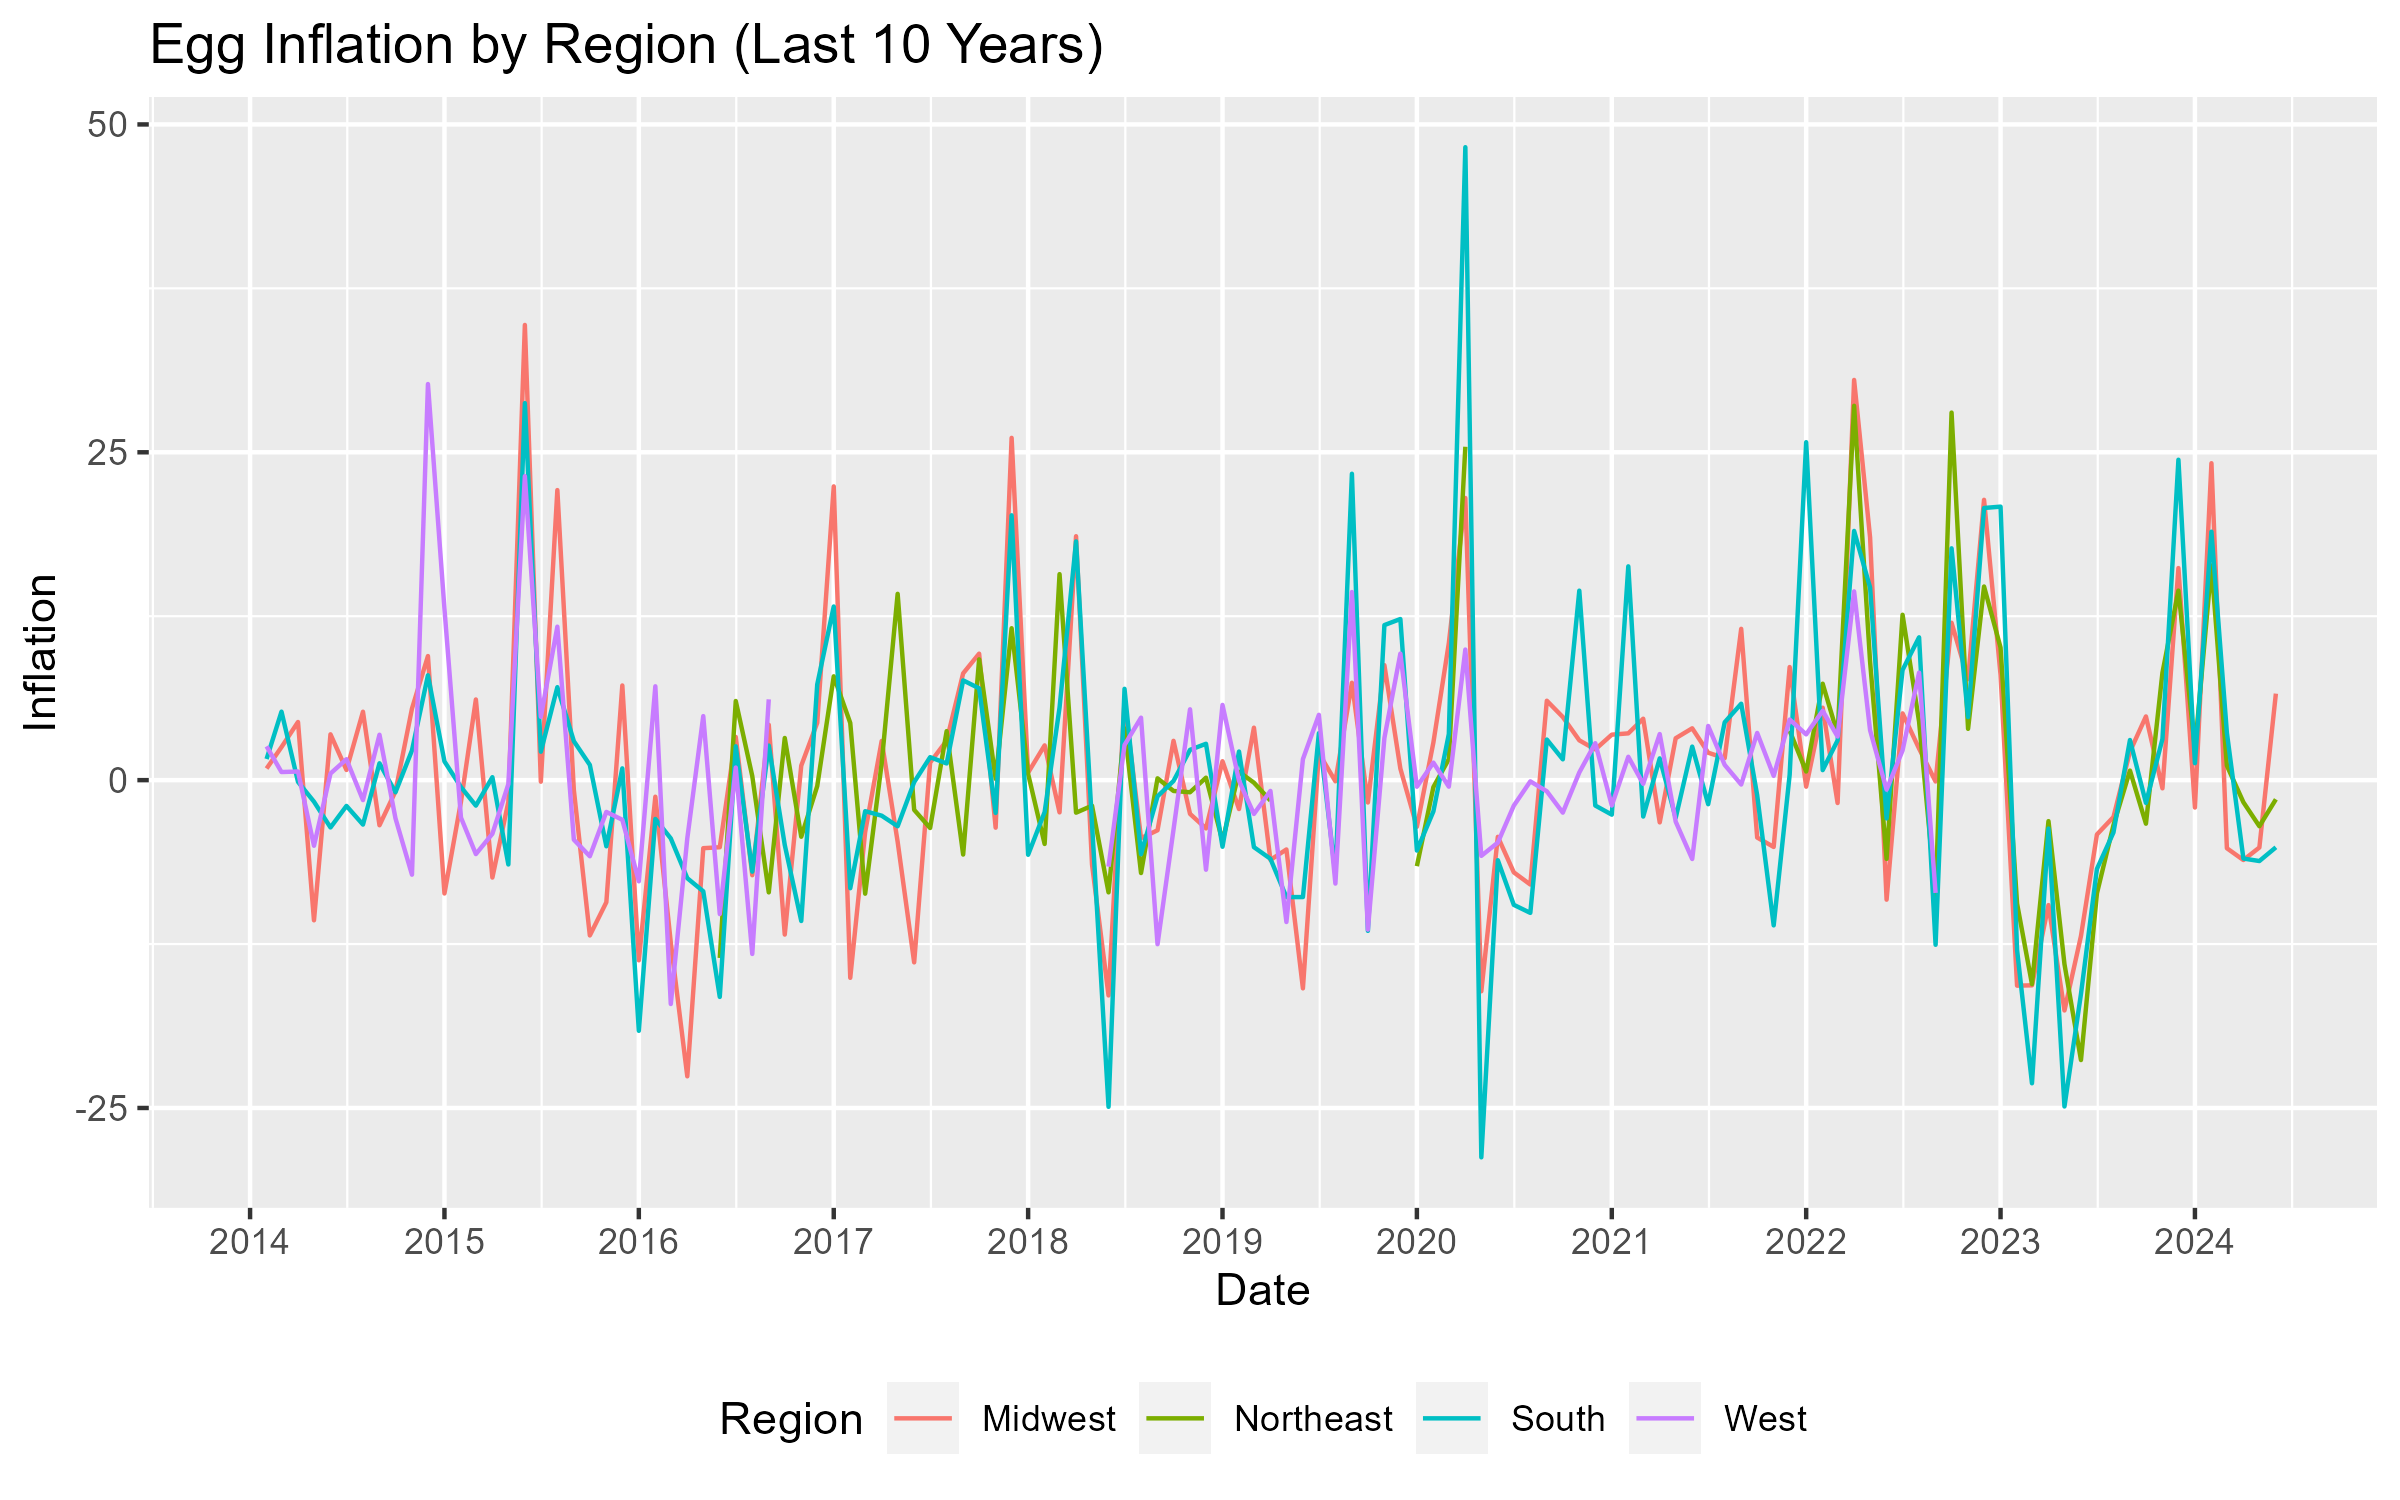 Egg Inflation by Region (Last 10 Years)
Inflation
50
25
0
-25
2014 2015 2016 2017 2018 2019 2020 2021 2022 2023 2024
Date
Region Midwest Northeast South West